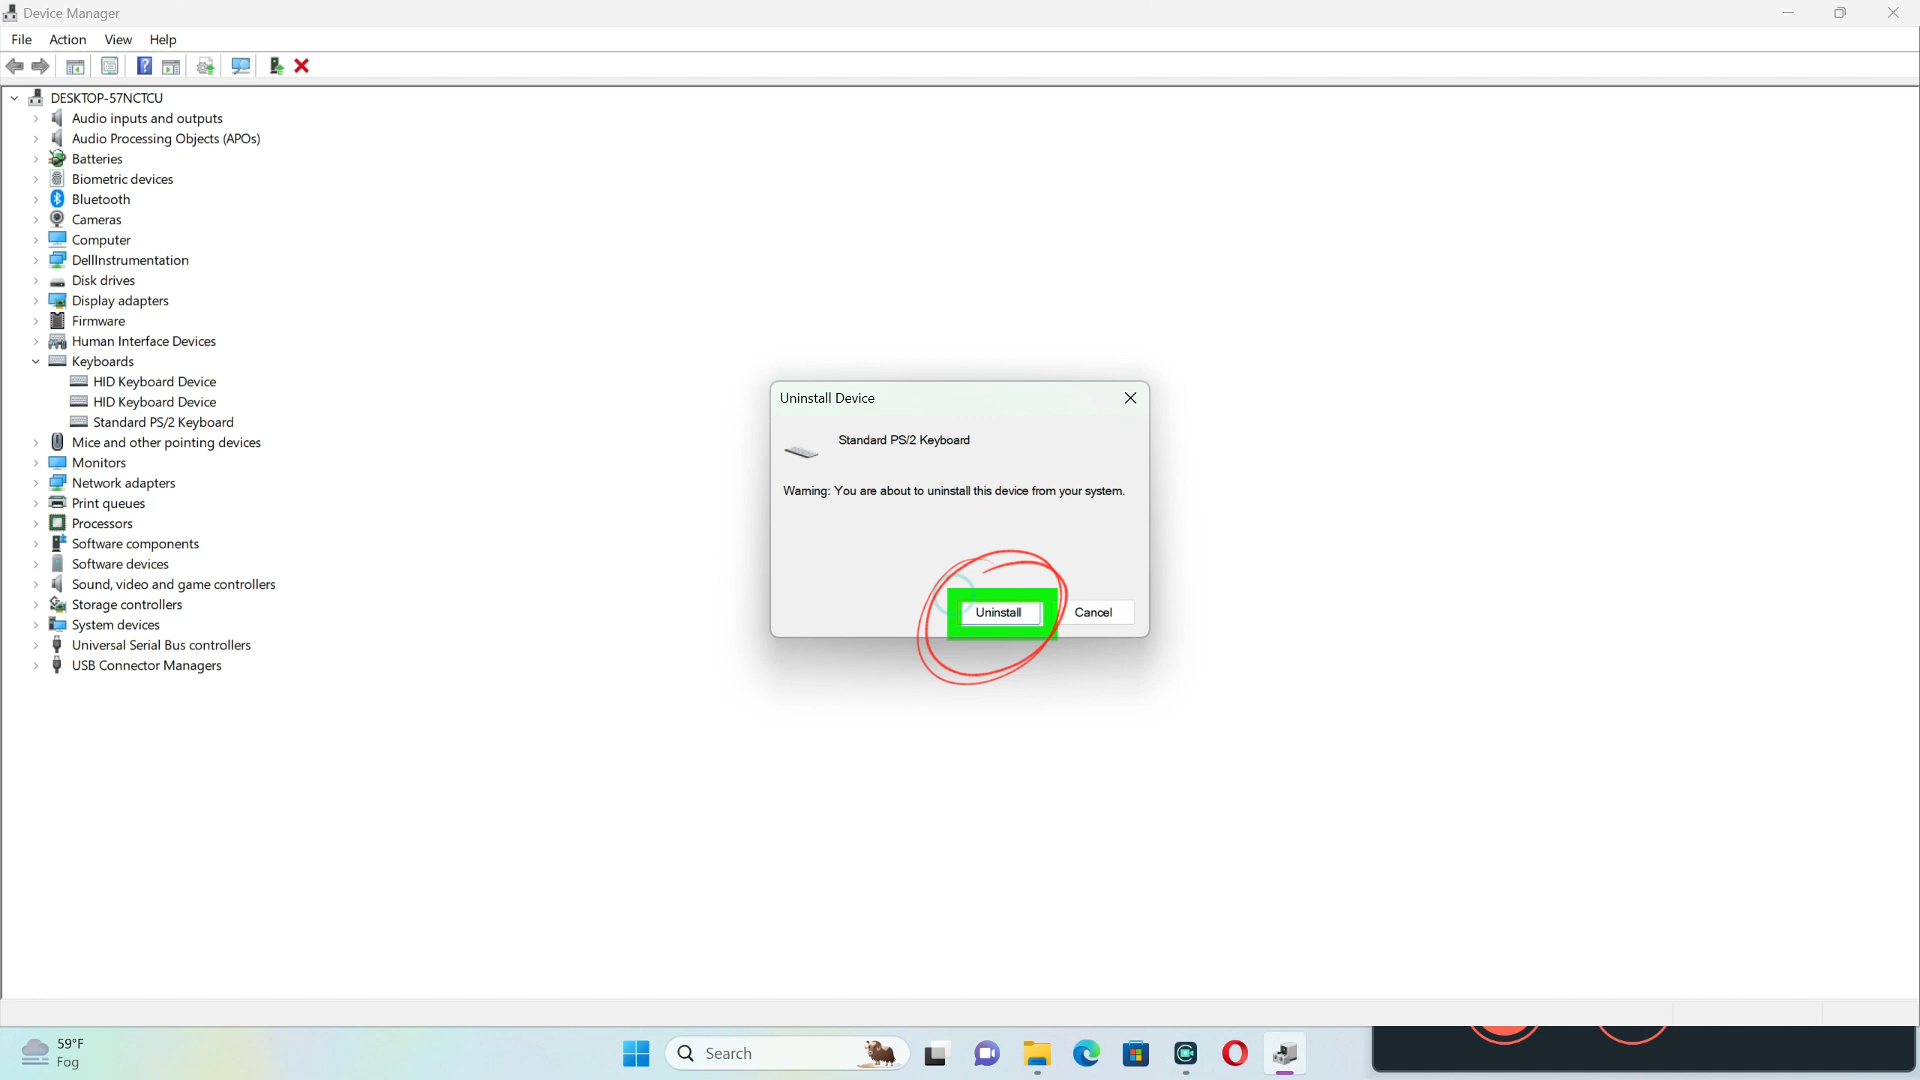 Device Manager
File Action View Help
DESKTOP-57NCTCU
Audio inputs and outputs
Audio Processing Objects (APOs)
Batteries
Biometric devices
Bluetooth
Cameras
Computer
DellInstrumentation
Disk drives
Display adapters
Firmware
Human Interface Devices
Keyboards
HID Keyboard Device
HID Keyboard Device
Standard PS/2 Keyboard
Mice and other pointing devices
Monitors
Network adapters
Print queues
Processors
Software components
Software devices
Sound, video and game controllers
Storage controllers
System devices
Universal Serial Bus controllers
USB Connector Managers
Uninstall Device
Standard PS/2 Keyboard
Warning: You are about to uninstall this device from your system.
Uninstall Cancel
59°F
Fog
Search